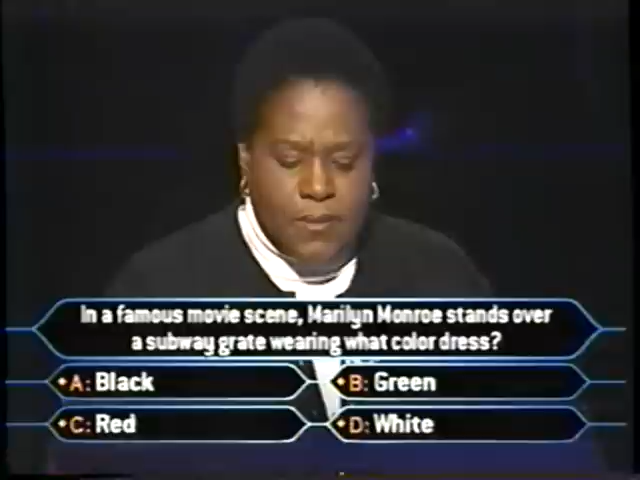 In a famous movie scene, Marilyn Monroe stands over
a subway grate wearing what color dress?
A: Black
B: Green
C: Red
D: White